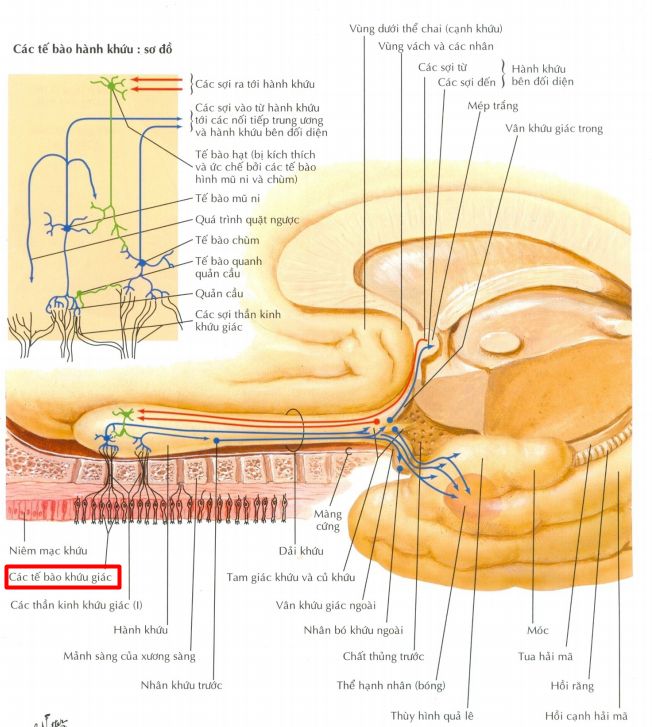 Vùng dưới thể chai (cạnh khứu)
Vùng vách và các nhân
Các sợi từ
Các sợi đến
Hành khứu
bên đối diện
Mép trắng
Vân khứu giác trong
Các tế bào hành khứu : sơ đồ
Các sợi ra tới hành khứu
Các sợi vào từ hành khứu
tới các nối tiếp trung ương
và hành khứu bên đối diện
Tế bào hạt (bị kích thích
và ức chế bởi các tế bào
hình mũ ni và chùm)
Tế bào mũ ni
Quá trình quặt ngược
Tế bào chùm
Tế bào quanh
quản cầu
Quản cầu
Các sợi thần kinh
khứu giác
Màng
cứng
Niêm mạc khứu
Dải khứu
Các tế bào khứu giác
Tam giác khứu và củ khứu
Các thần kinh khứu giác (I)
Vân khứu giác ngoài
Hành khứu
Nhân bó khứu ngoài
Móc
Mảnh sàng của xương sàng
Chất thủng trước
Tua hải mã
Nhân khứu trước
Thể hạnh nhân (bóng)
Hồi răng
Thùy hình quả lê
Hồi cạnh hải mã